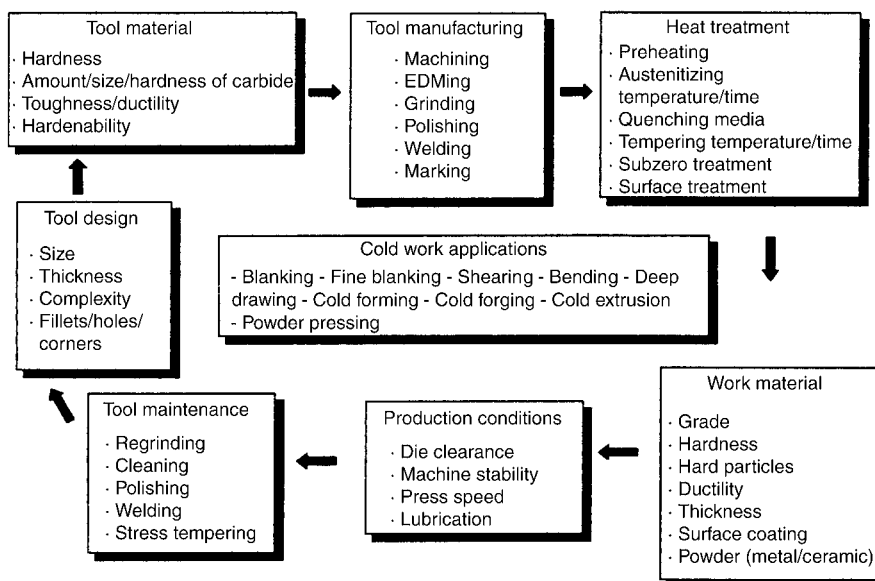 Tool material
· Hardness
· Amount/size/hardness of carbide
· Toughness/ductility
· Hardenability
Tool manufacturing
· Machining
· EDMing
· Grinding
· Polishing
· Welding
· Marking
Heat treatment
· Preheating
· Austenitizing
temperature/time
· Quenching media
· Tempering temperature/time
· Subzero treatment
· Surface treatment
Tool design
· Size
· Thickness
· Complexity
· Fillets/holes/
corners
Cold work applications
- Blanking - Fine blanking - Shearing - Bending - Deep
drawing - Cold forming - Cold forging - Cold extrusion
- Powder pressing
Tool maintenance
· Regrinding
· Cleaning
· Polishing
· Welding
· Stress tempering
Production conditions
· Die clearance
· Machine stability
· Press speed
· Lubrication
Work material
· Grade
· Hardness
· Hard particles
· Ductility
· Thickness
· Surface coating
· Powder (metal/ceramic)